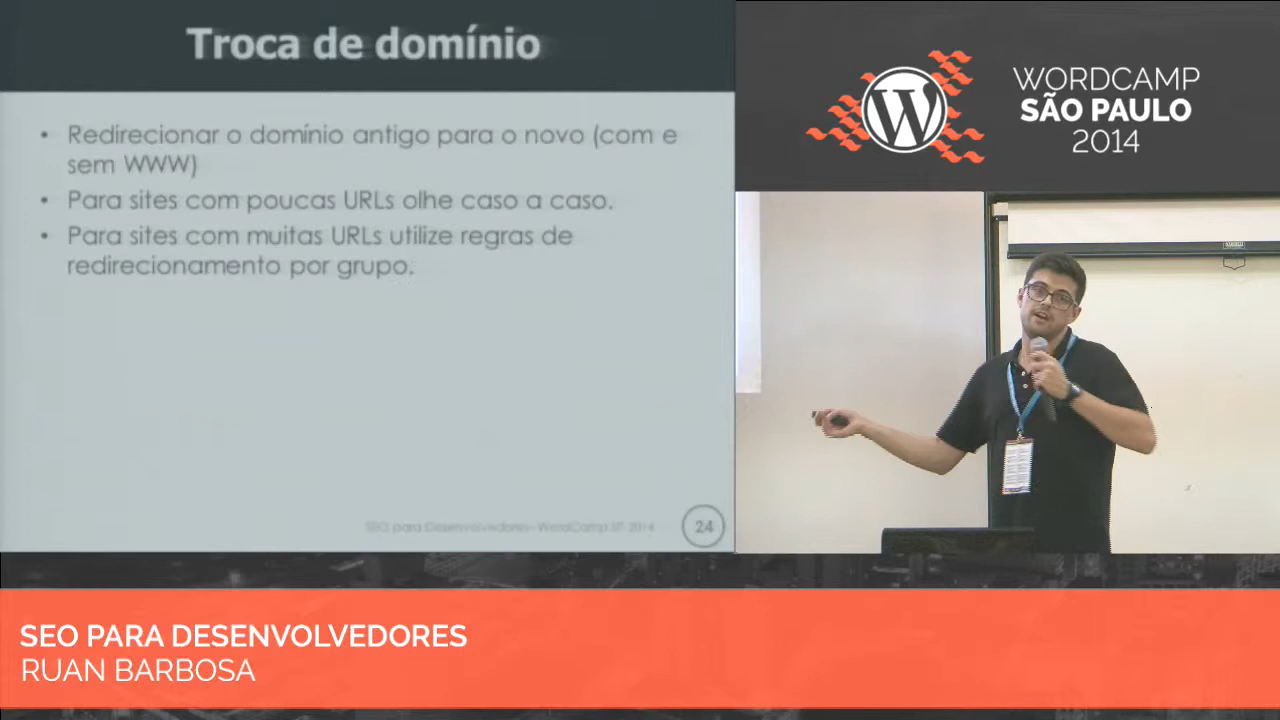 Troca de domínio
• Redirecionar o domínio antigo para o novo (com e
sem WWW)
• Para sites com poucas URLs olhe caso a caso.
• Para sites com muitas URLs utilize regras de
redirecionamento por grupo.
SEO para Desenvolvedores- WordCamp SP 2014
24
WORDCAMP
SÃO PAULO
2014
SEO PARA DESENVOLVEDORES
RUAN BARBOSA